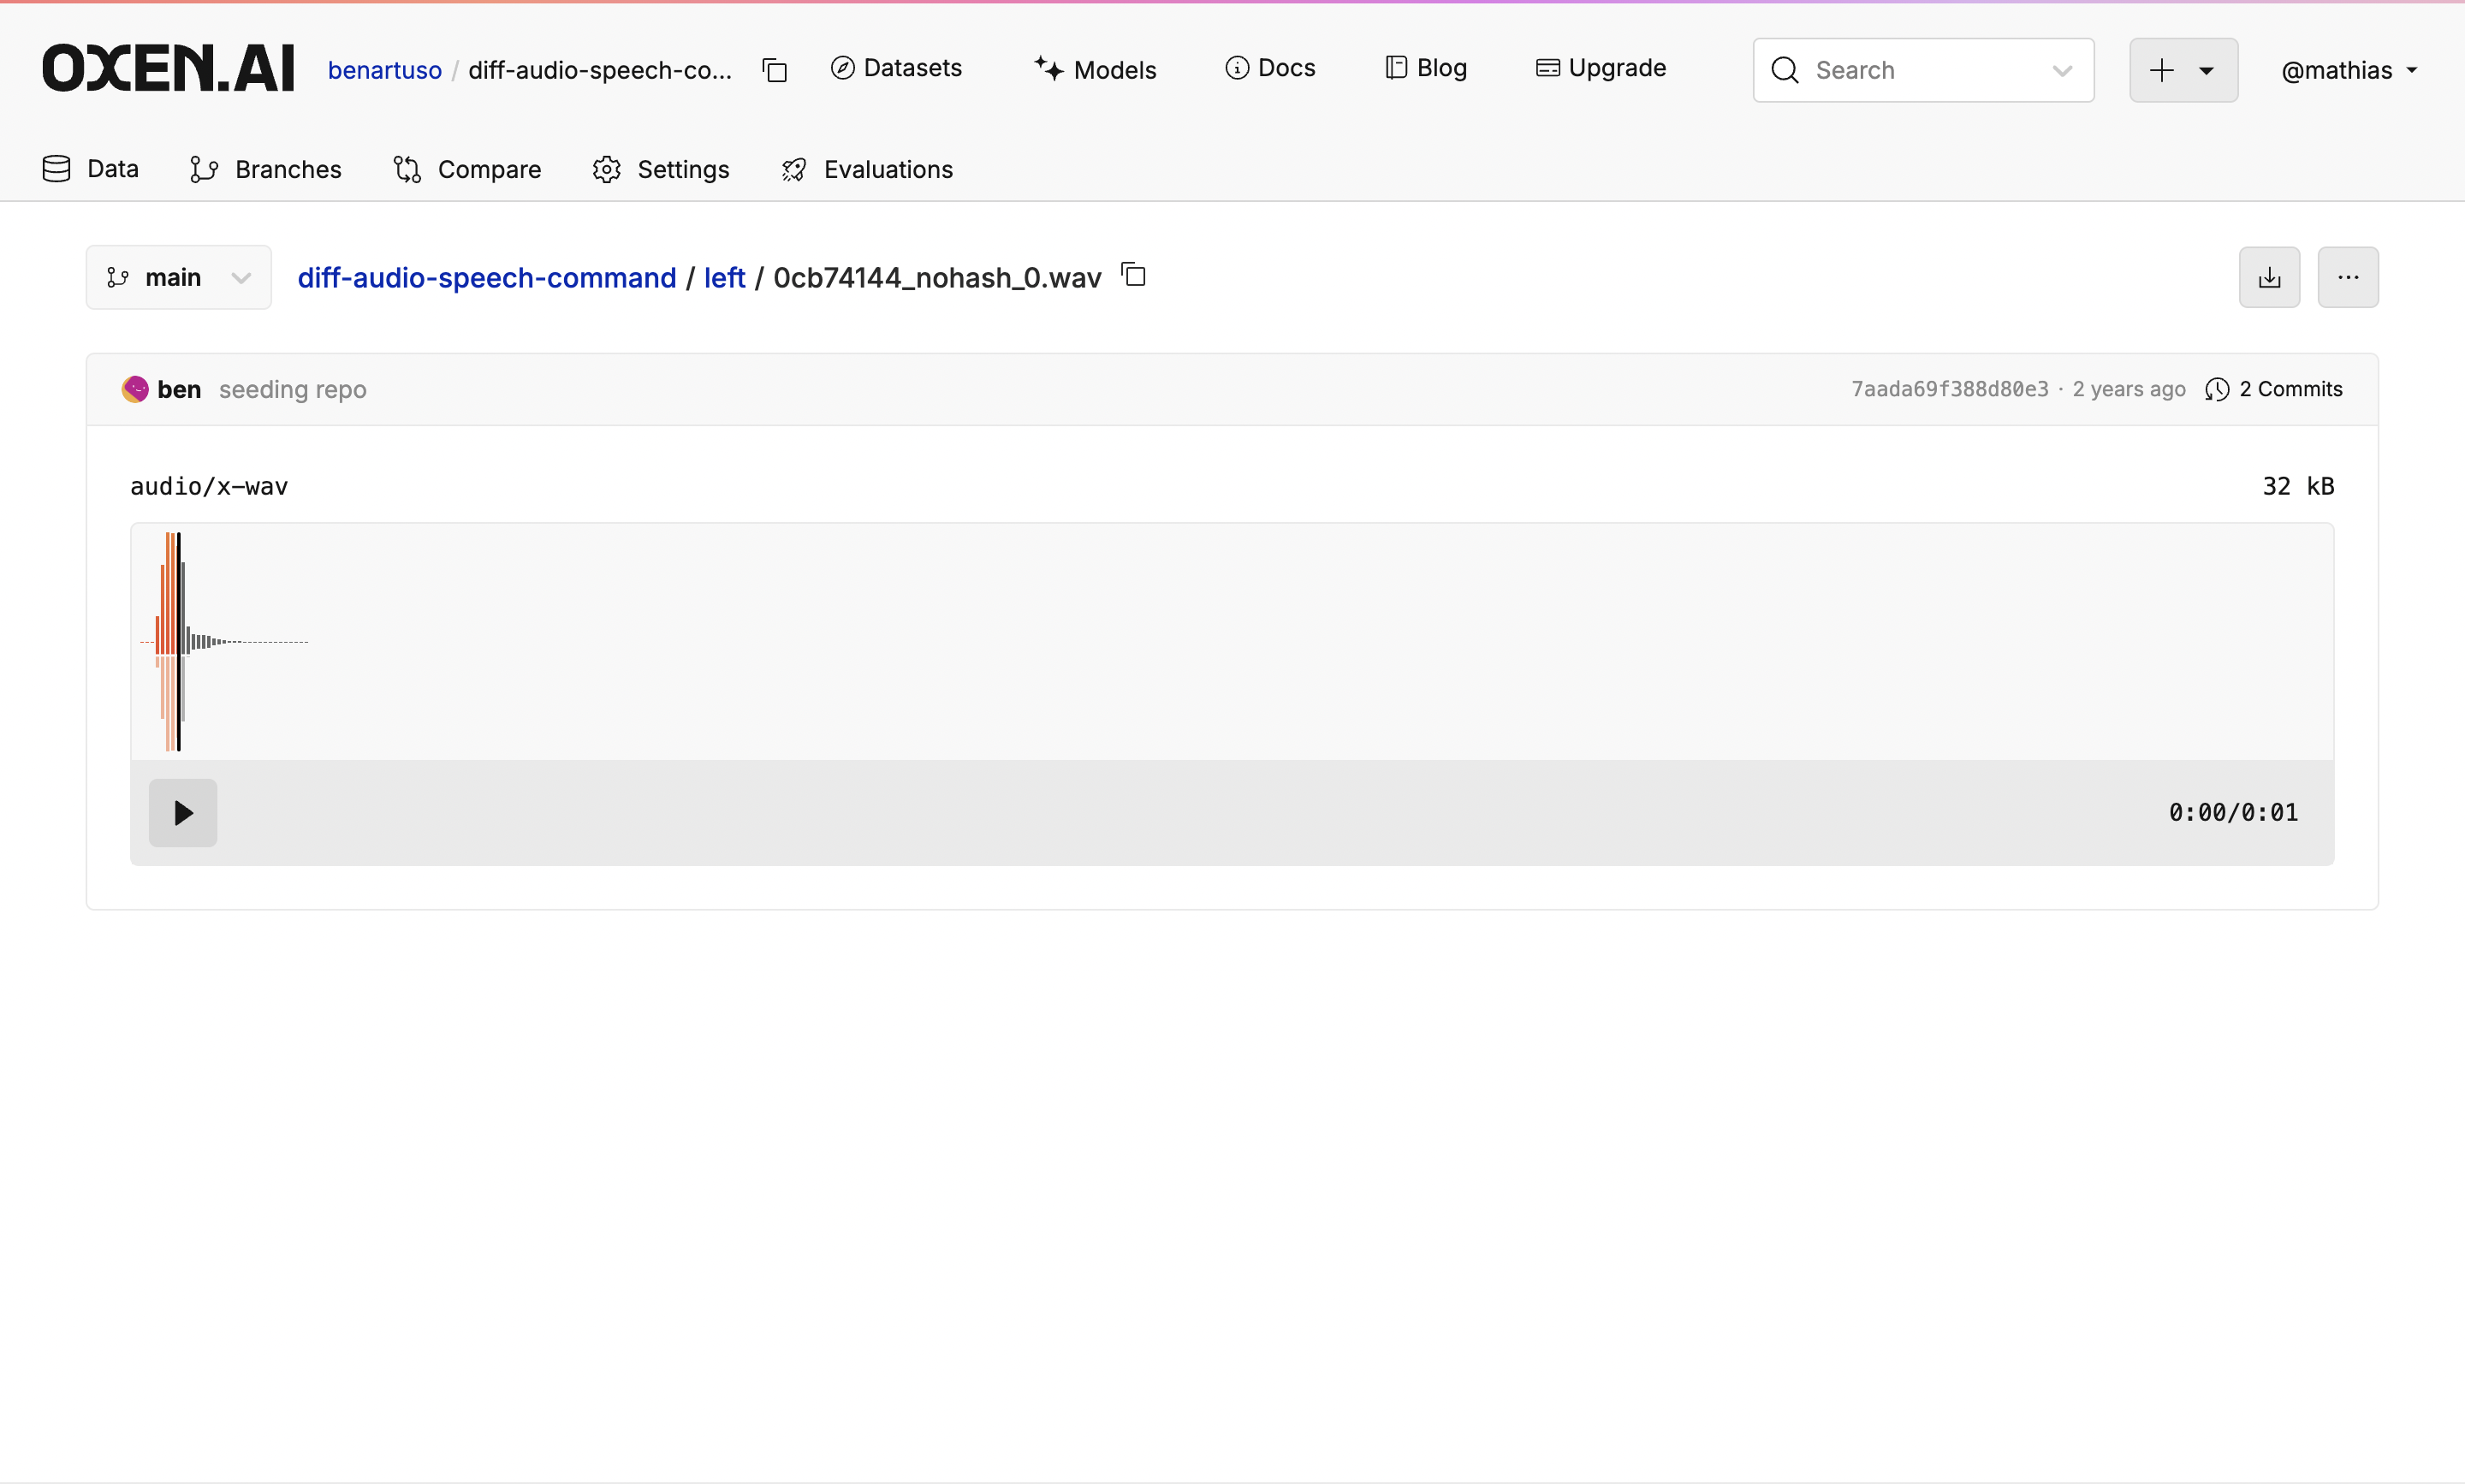 OXEN.AI benartuso / diff-audio-speech-co... Datasets Models Docs Blog Upgrade Search @mathias
Data Branches Compare Settings Evaluations
main diff-audio-speech-command / left / 0cb74144_nohash_0.wav
ben seeding repo 7aada69f388d80e3 · 2 years ago 2 Commits
audio/x-wav 32 kB
0:00/0:01